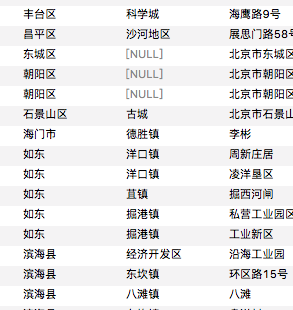 丰台区 科学城 海鹰路9号
昌平区 沙河地区 展思门路58号
东城区 [NULL] 北京市东城区
朝阳区 [NULL] 北京市朝阳区
朝阳区 [NULL] 北京市朝阳区
石景山区 古城 北京市石景山
海门市 德胜镇 李彬
如东 洋口镇 周新庄居
如东 洋口镇 凌洋垦区
如东 苴镇 掘西河闸
如东 掘港镇 私营工业园区
如东 掘港镇 工业新区
滨海县 经济开发区 沿海工业园
滨海县 东坎镇 环区路15号
滨海县 八滩镇 八滩